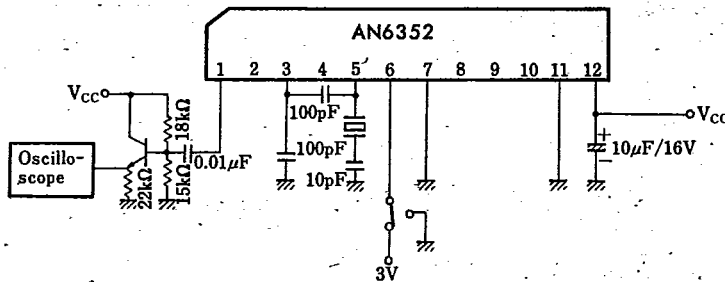 AN6352
1 2 3 4 5 6 7 8 9 10 11 12
VCC
18kΩ
100pF
VCC
Oscillo-
scope
0.01μF
100pF
+
10μF/16V
−
22kΩ
15kΩ
10pF
3V